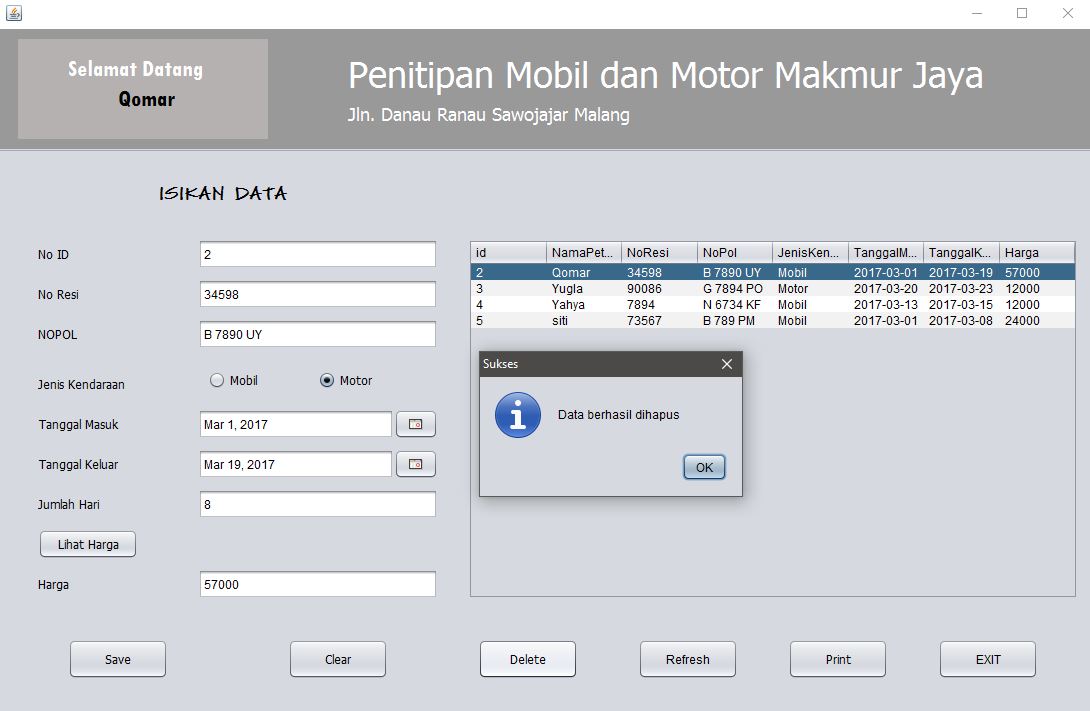 Selamat Datang
Qomar
Penitipan Mobil dan Motor Makmur Jaya
Jln. Danau Ranau Sawojajar Malang
ISIKAN DATA
No ID 2
No Resi 34598
NOPOL B 7890 UY
Jenis Kendaraan Mobil Motor
Tanggal Masuk Mar 1, 2017
Tanggal Keluar Mar 19, 2017
Jumlah Hari 8
Lihat Harga
Harga 57000
id NamaPet... NoResi NoPol JenisKen... TanggalM... TanggalK... Harga
2 Qomar 34598 B 7890 UY Mobil 2017-03-01 2017-03-19 57000
3 Yugla 90086 G 7894 PO Motor 2017-03-20 2017-03-23 12000
4 Yahya 7894 N 6734 KF Mobil 2017-03-13 2017-03-15 12000
5 siti 73567 B 789 PM Mobil 2017-03-01 2017-03-08 24000
Sukses
Data berhasil dihapus
OK
Save Clear Delete Refresh Print EXIT